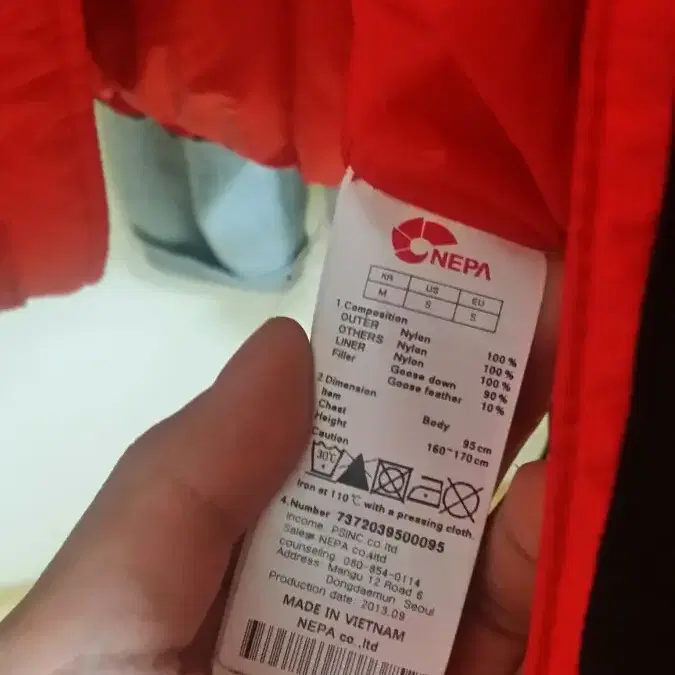 NEPA
KR US EU
M S S
1.Composition
OUTER Nylon 100 %
OTHERS Nylon 100 %
LINER Nylon 100 %
Filler Goose down 90 %
Goose feather 10 %
2.Dimension
Item Body
Chest 95 cm
Height 160~170 cm
Caution
30℃
Iron at 110℃ with a pressing cloth.
4.Number 7372039500095
Income PSINC co.ltd
Sales NEPA co.ltd
counseling 080-854-0114
Address Mangu 12 Road 6
Dongdaemun Seoul
Production date: 2013.09
MADE IN VIETNAM
NEPA co.,ltd